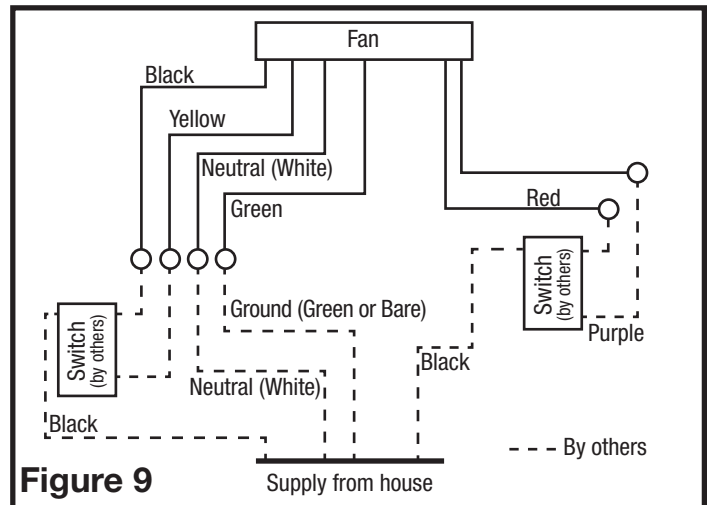 Fan
Black
Yellow
Neutral (White)
Green
Red
Switch
(by others)
Ground (Green or Bare)
Switch
(by others)
Purple
Black
Neutral (White)
Black
By others
Figure 9
Supply from house